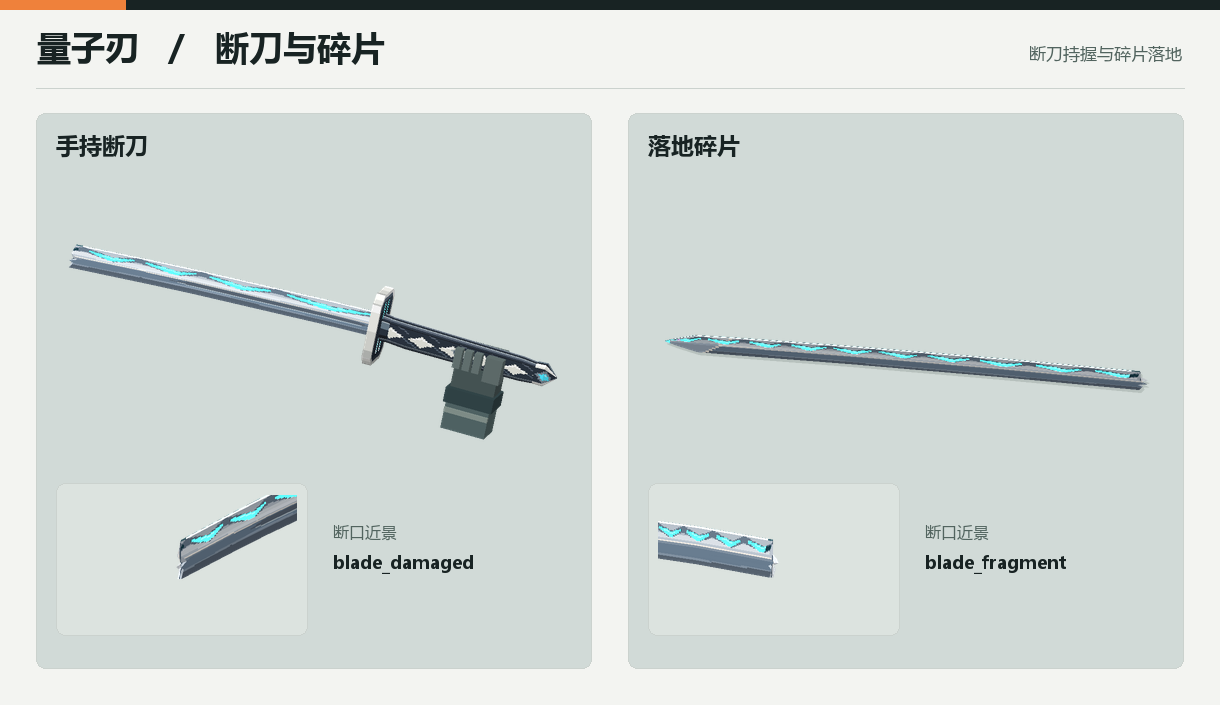 量子刃 / 断刀与碎片
断刀持握与碎片落地
手持断刀
断口近景
blade_damaged
落地碎片
断口近景
blade_fragment